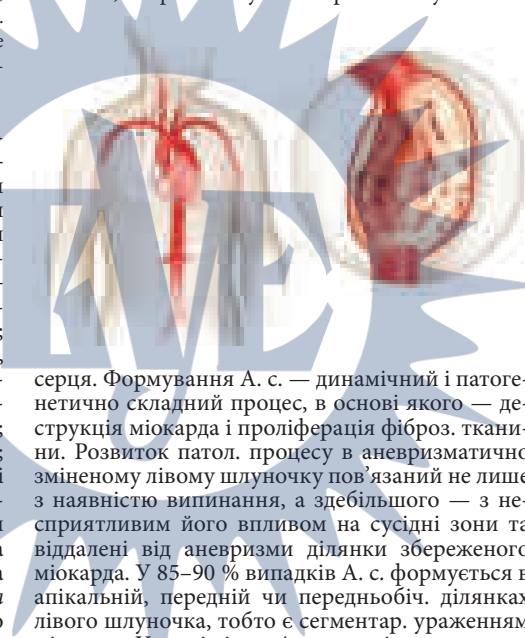 серця. Формування А. с. — динамічний і патоге-
нетично складний процес, в основі якого — де-
струкція міокарда і проліферація фіброз. ткани-
ни. Розвиток патол. процесу в аневризматично
зміненому лівому шлуночку пов’язаний не лише
з наявністю випинання, а здебільшого — з не-
сприятливим його впливом на сусідні зони та
віддалені від аневризми ділянки збереженого
міокарда. У 85–90 % випадків А. с. формується в
апікальній, передній чи передньобіч. ділянках
лівого шлуночка, тобто є сегментар. ураженням